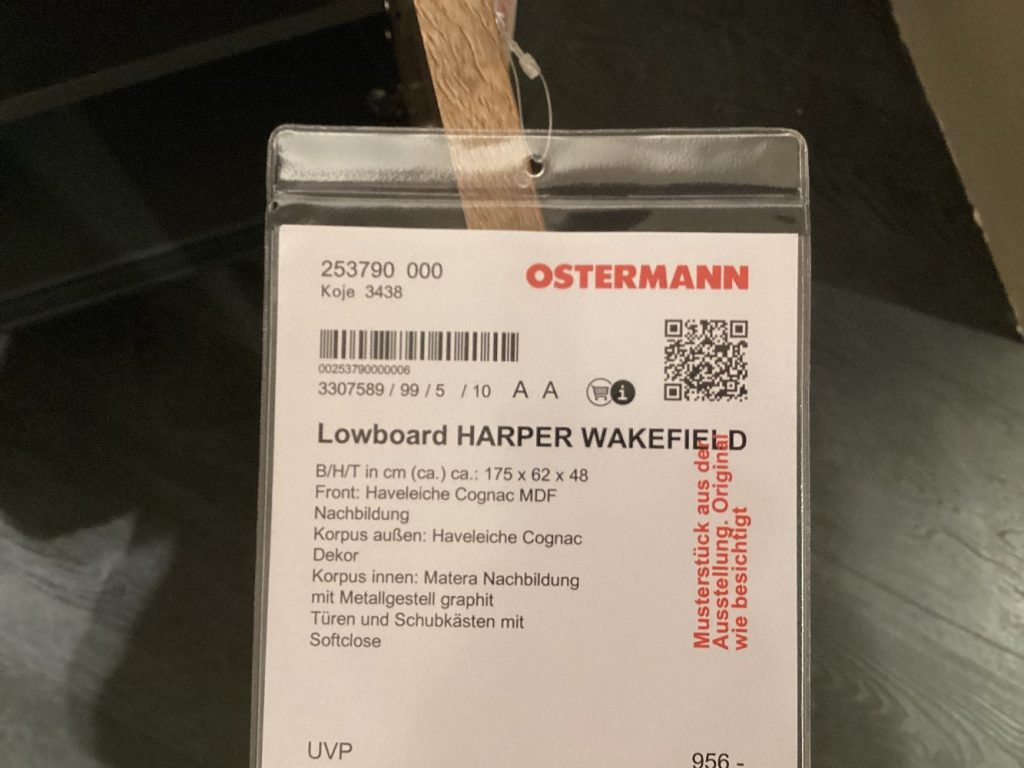 253790 000
Koje 3438
OSTERMANN
00253790000006
3307589 / 99 / 5 / 10 A A
Lowboard HARPER WAKEFIELD
B/H/T in cm (ca.) ca.: 175 x 62 x 48
Front: Haveleiche Cognac MDF
Nachbildung
Korpus außen: Haveleiche Cognac
Dekor
Korpus innen: Matera Nachbildung
mit Metallgestell graphit
Türen und Schubkästen mit
Softclose
Musterstück aus der
Ausstellung. Original
wie besichtigt
UVP
956 -